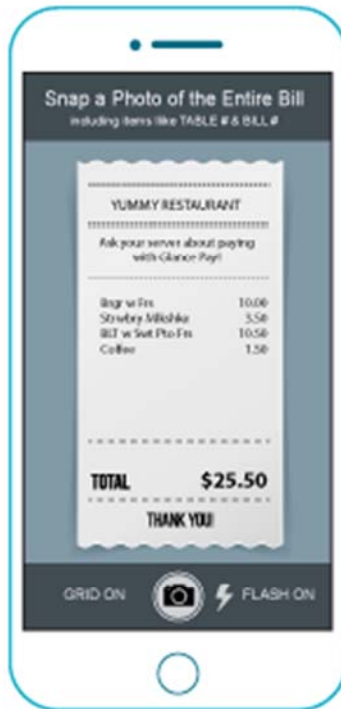 Snap a Photo of the Entire Bill
including items like TABLE # & BILL #
YUMMY RESTAURANT
Ask your server about paying
with Glance Pay!
Brgr w Frs 10.00
Strwbry Mlkshke 3.50
BLT w Swt Pto Frs 10.50
Coffee 1.50
TOTAL $25.50
THANK YOU!
GRID ON FLASH ON